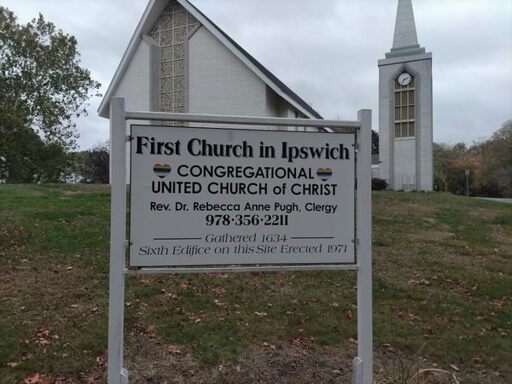 First Church in Ipswich
CONGREGATIONAL
UNITED CHURCH of CHRIST
Rev. Dr. Rebecca Anne Pugh, Clergy
978·356·2211
Gathered 1634
Sixth Edifice on this Site Erected 1971